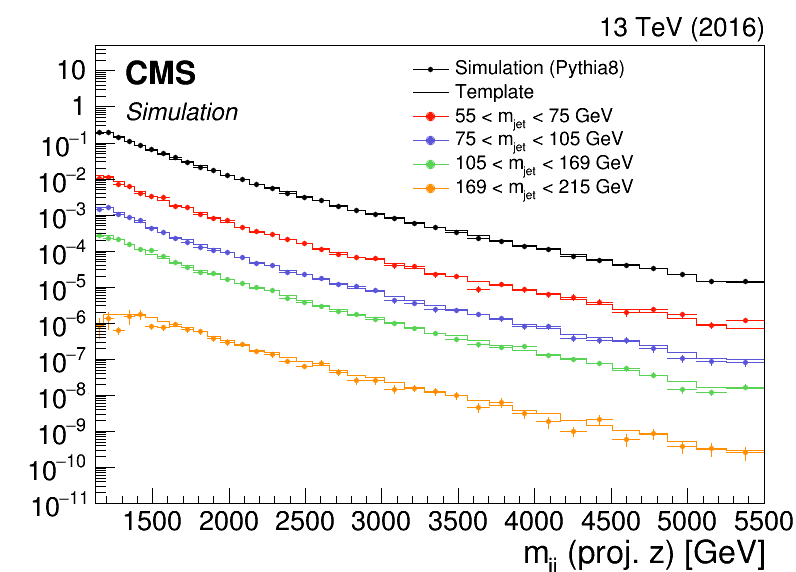 13 TeV (2016)
CMS
Simulation
Simulation (Pythia8)
Template
55 < m_jet < 75 GeV
75 < m_jet < 105 GeV
105 < m_jet < 169 GeV
169 < m_jet < 215 GeV
10
1
10⁻¹
10⁻²
10⁻³
10⁻⁴
10⁻⁵
10⁻⁶
10⁻⁷
10⁻⁸
10⁻⁹
10⁻¹⁰
10⁻¹¹
1500 2000 2500 3000 3500 4000 4500 5000 5500
m_jj (proj. z) [GeV]